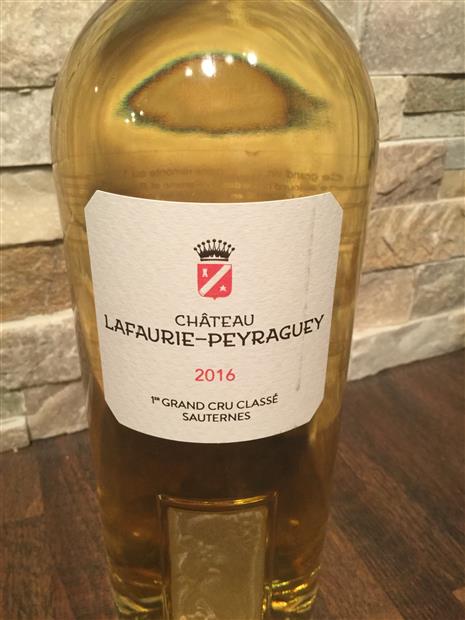 CHÂTEAU
LAFAURIE-PEYRAGUEY
2016
1ER GRAND CRU CLASSÉ
SAUTERNES